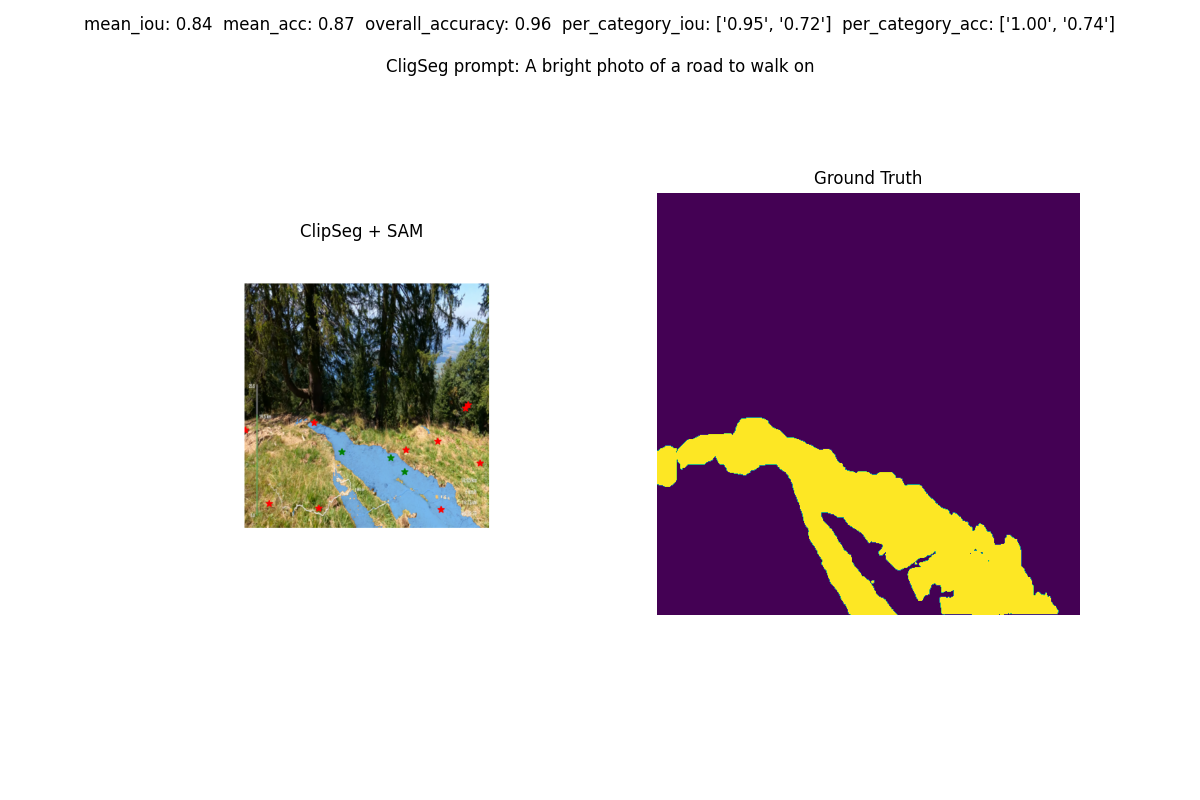 mean_iou: 0.84 mean_acc: 0.87 overall_accuracy: 0.96 per_category_iou: ['0.95', '0.72'] per_category_acc: ['1.00', '0.74']
CligSeg prompt: A bright photo of a road to walk on
Ground Truth
ClipSeg + SAM